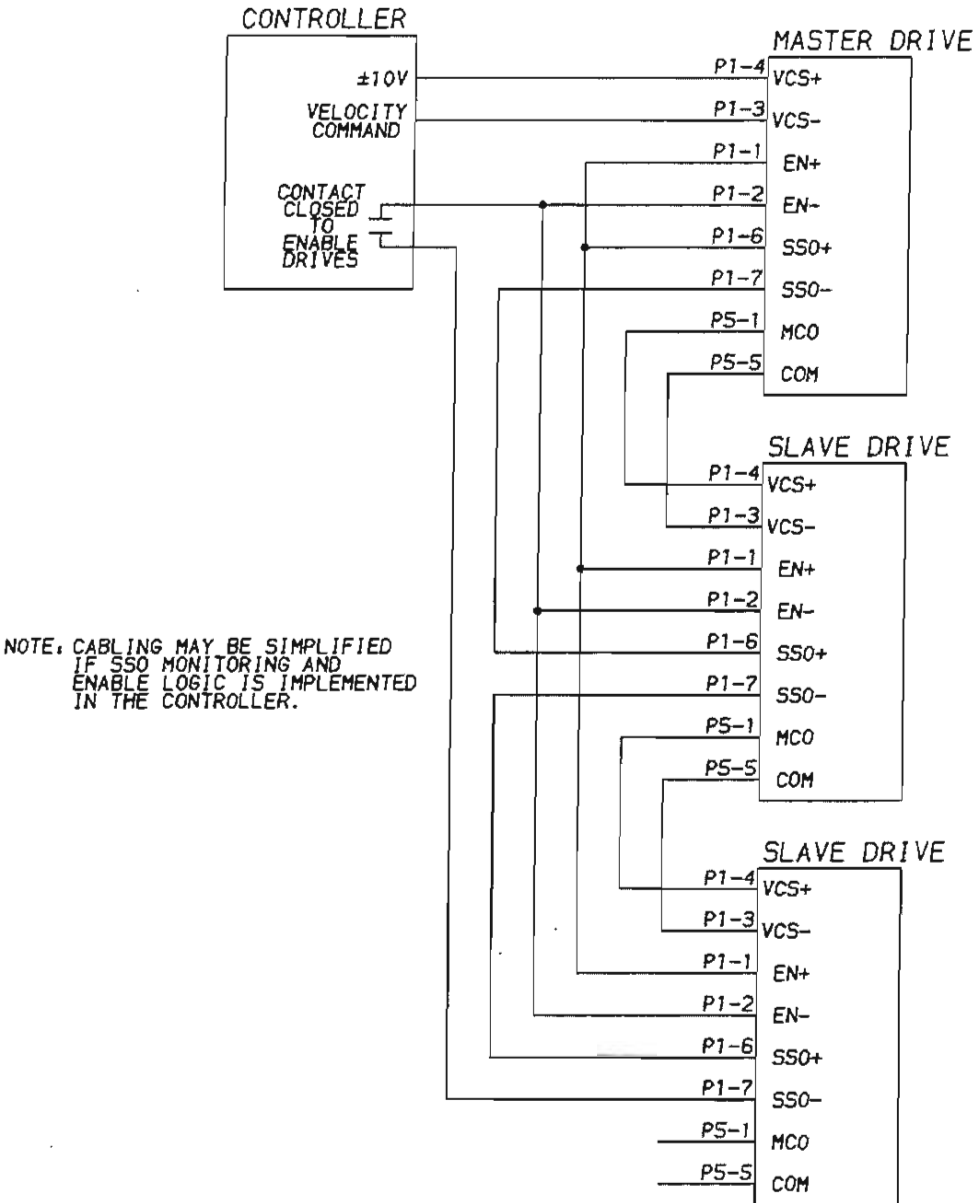 CONTROLLER
±10V
VELOCITY
COMMAND
CONTACT
CLOSED
TO
ENABLE
DRIVES
MASTER DRIVE
P1-4 VCS+
P1-3 VCS-
P1-1 EN+
P1-2 EN-
P1-6 SSO+
P1-7 SSO-
P5-1 MCO
P5-5 COM
SLAVE DRIVE
P1-4 VCS+
P1-3 VCS-
P1-1 EN+
P1-2 EN-
P1-6 SSO+
P1-7 SSO-
P5-1 MCO
P5-5 COM
NOTE: CABLING MAY BE SIMPLIFIED
IF SSO MONITORING AND
ENABLE LOGIC IS IMPLEMENTED
IN THE CONTROLLER.
SLAVE DRIVE
P1-4 VCS+
P1-3 VCS-
P1-1 EN+
P1-2 EN-
P1-6 SSO+
P1-7 SSO-
P5-1 MCO
P5-5 COM